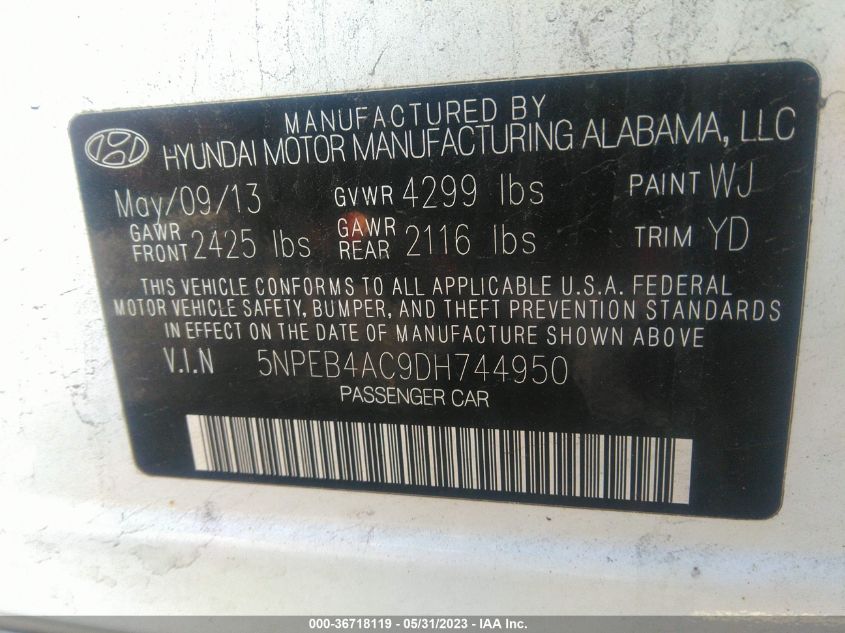 MANUFACTURED BY
HYUNDAI MOTOR MANUFACTURING ALABAMA, LLC
May/09/13 GVWR 4299 lbs PAINT WJ
GAWR FRONT 2425 lbs GAWR REAR 2116 lbs TRIM YD
THIS VEHICLE CONFORMS TO ALL APPLICABLE U.S.A. FEDERAL
MOTOR VEHICLE SAFETY, BUMPER, AND THEFT PREVENTION STANDARDS
IN EFFECT ON THE DATE OF MANUFACTURE SHOWN ABOVE
V.I.N 5NPEB4AC9DH744950
PASSENGER CAR
000-36718119 - 05/31/2023 - IAA Inc.